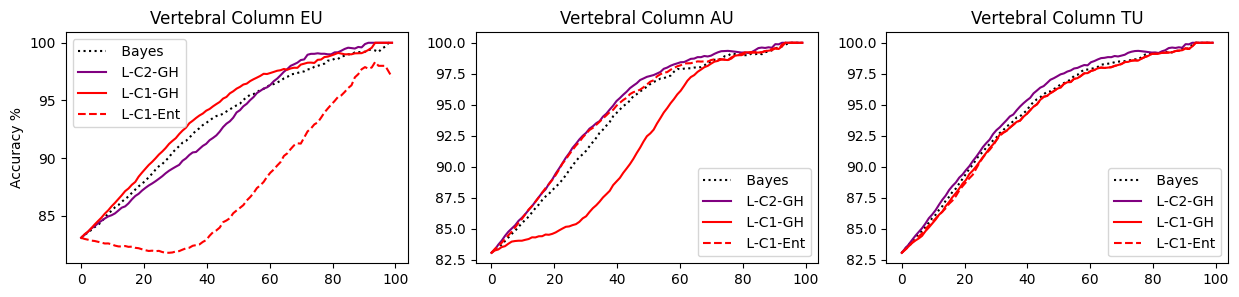 Vertebral Column EU
Accuracy %
100
95
90
85
0
20
40
60
80
100
Bayes
L-C2-GH
L-C1-GH
L-C1-Ent
Vertebral Column AU
100.0
97.5
95.0
92.5
90.0
87.5
85.0
82.5
0
20
40
60
80
100
Bayes
L-C2-GH
L-C1-GH
L-C1-Ent
Vertebral Column TU
100.0
97.5
95.0
92.5
90.0
87.5
85.0
82.5
0
20
40
60
80
100
Bayes
L-C2-GH
L-C1-GH
L-C1-Ent